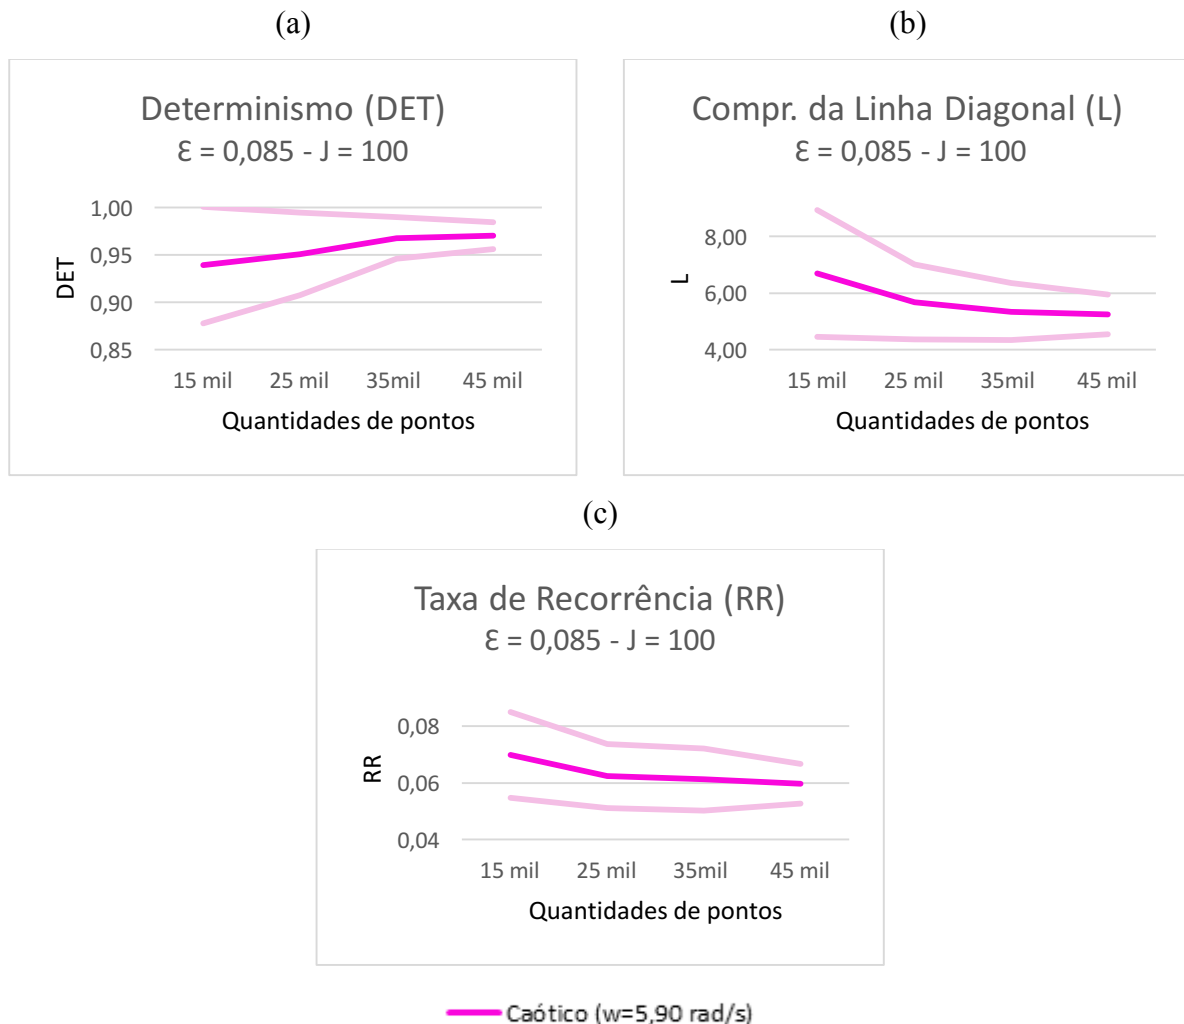 (a)
Determinismo (DET)
Ɛ = 0,085 - J = 100
1,00
0,95
0,90
0,85
DET
15 mil 25 mil 35mil 45 mil
Quantidades de pontos
(b)
Compr. da Linha Diagonal (L)
Ɛ = 0,085 - J = 100
8,00
6,00
4,00
L
15 mil 25 mil 35mil 45 mil
Quantidades de pontos
(c)
Taxa de Recorrência (RR)
Ɛ = 0,085 - J = 100
0,08
0,06
0,04
RR
15 mil 25 mil 35mil 45 mil
Quantidades de pontos
Caótico (w=5,90 rad/s)